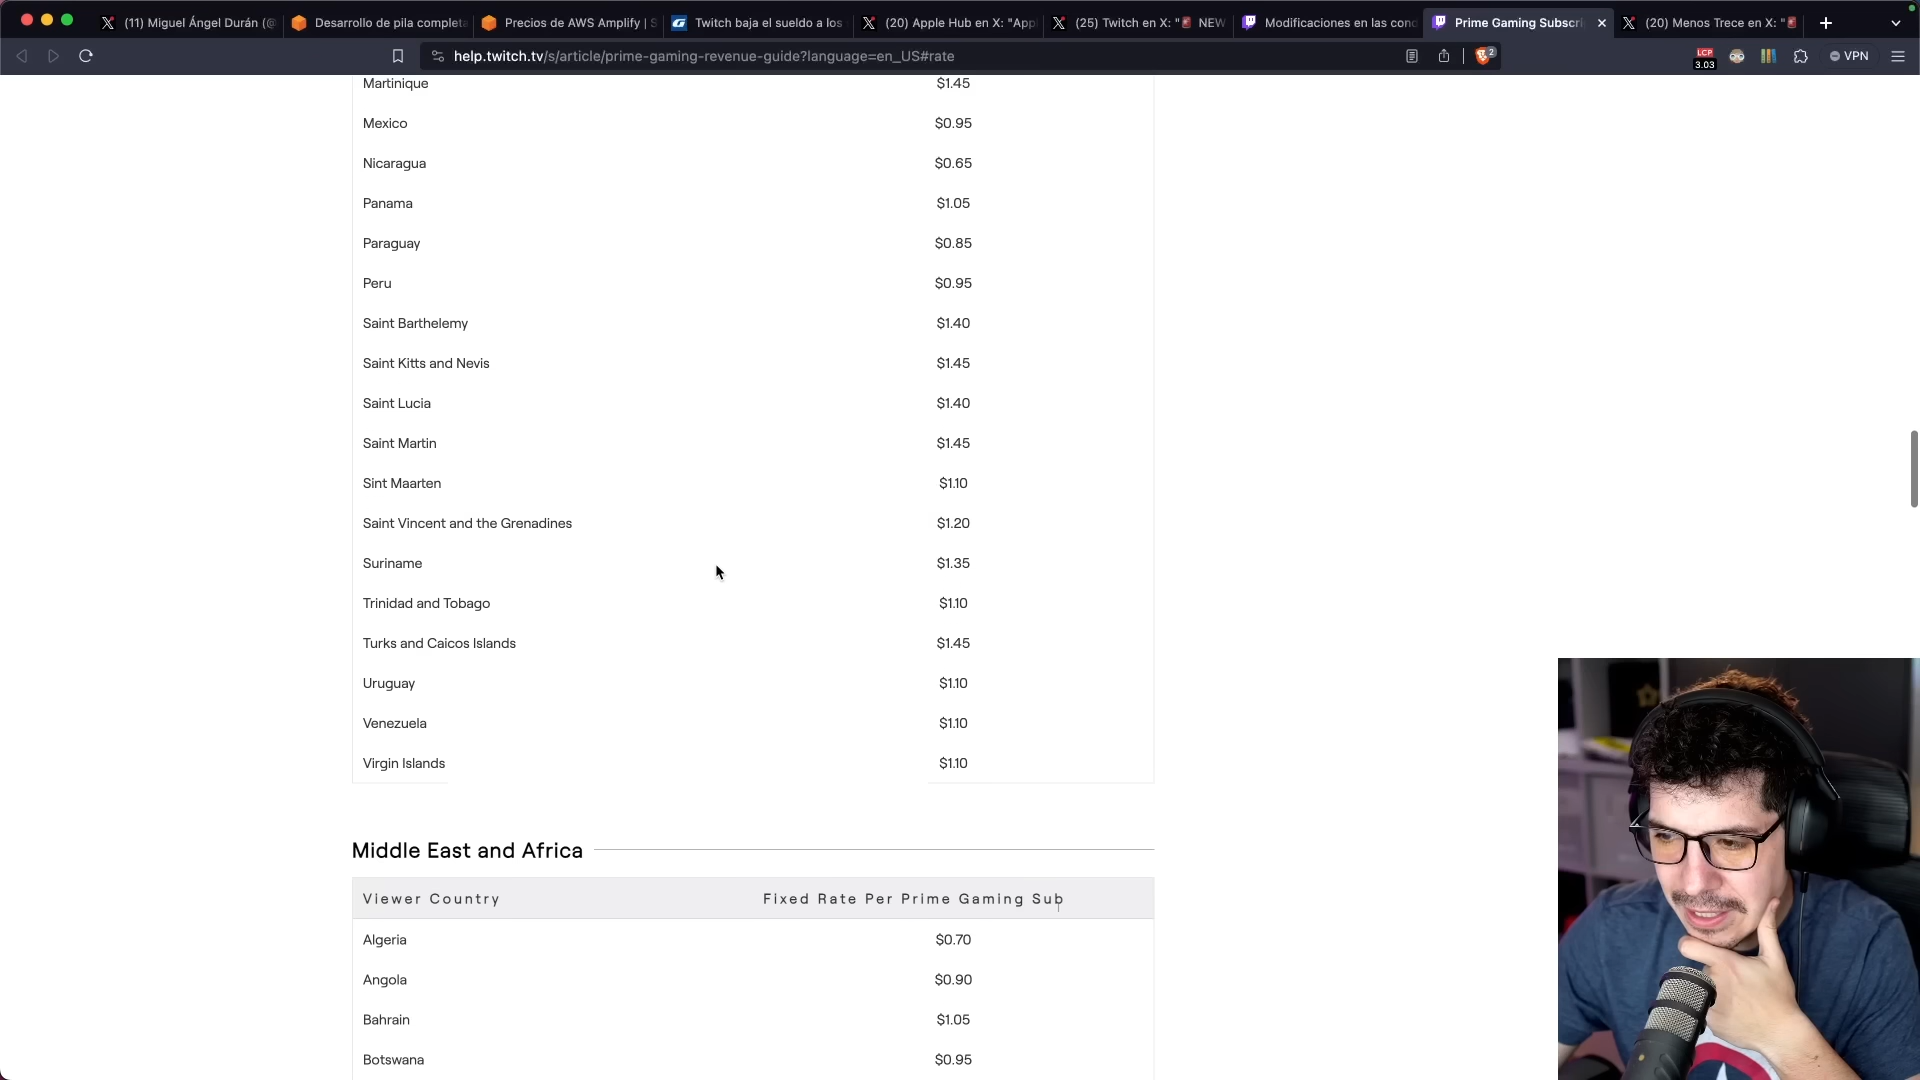 (11) Miguel Ángel Durán (@
Desarrollo de pila completa
Precios de AWS Amplify | S
Twitch baja el sueldo a los
(20) Apple Hub en X: "App
(25) Twitch en X: "🚨 NEW
Modificaciones en las cond
Prime Gaming Subscri
(20) Menos Trece en X: "🚨
help.twitch.tv/s/article/prime-gaming-revenue-guide?language=en_US#rate
2
LCP
3.03
VPN
Martinique $1.45
Mexico $0.95
Nicaragua $0.65
Panama $1.05
Paraguay $0.85
Peru $0.95
Saint Barthelemy $1.40
Saint Kitts and Nevis $1.45
Saint Lucia $1.40
Saint Martin $1.45
Sint Maarten $1.10
Saint Vincent and the Grenadines $1.20
Suriname $1.35
Trinidad and Tobago $1.10
Turks and Caicos Islands $1.45
Uruguay $1.10
Venezuela $1.10
Virgin Islands $1.10
Middle East and Africa
Viewer Country Fixed Rate Per Prime Gaming Sub
Algeria $0.70
Angola $0.90
Bahrain $1.05
Botswana $0.95